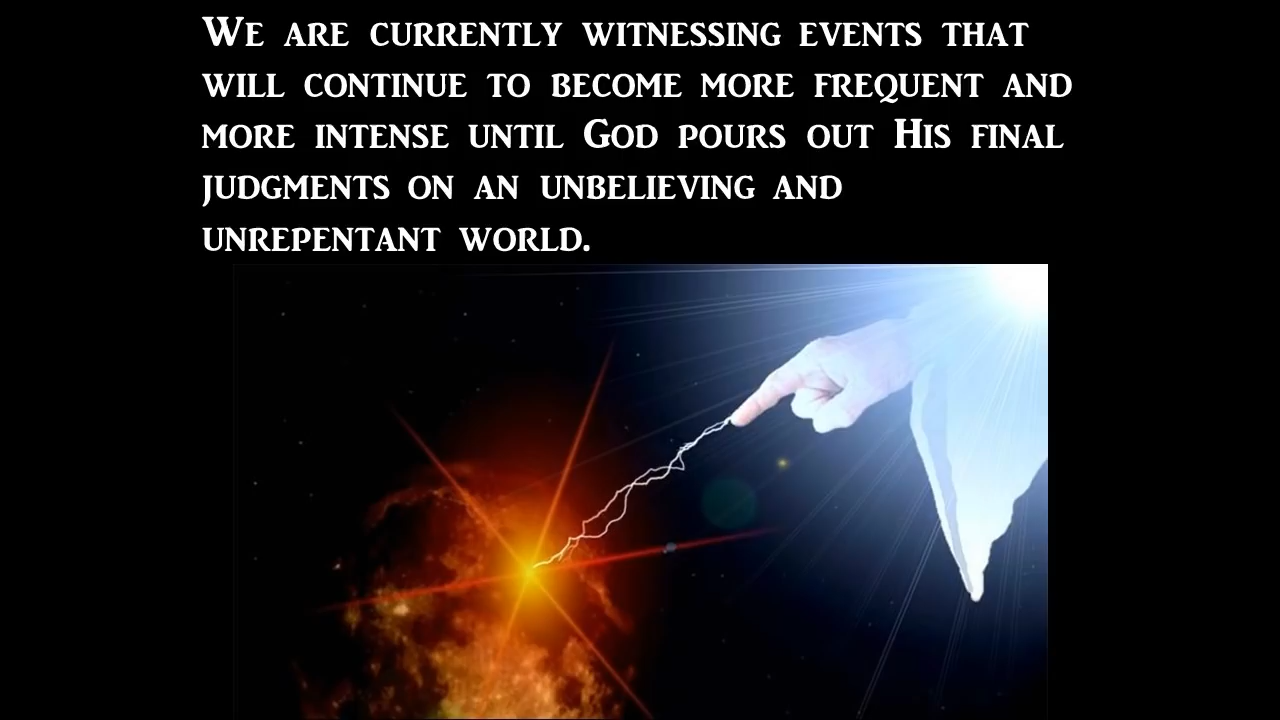 We are currently witnessing events that
will continue to become more frequent and
more intense until God pours out His final
judgments on an unbelieving and
unrepentant world.